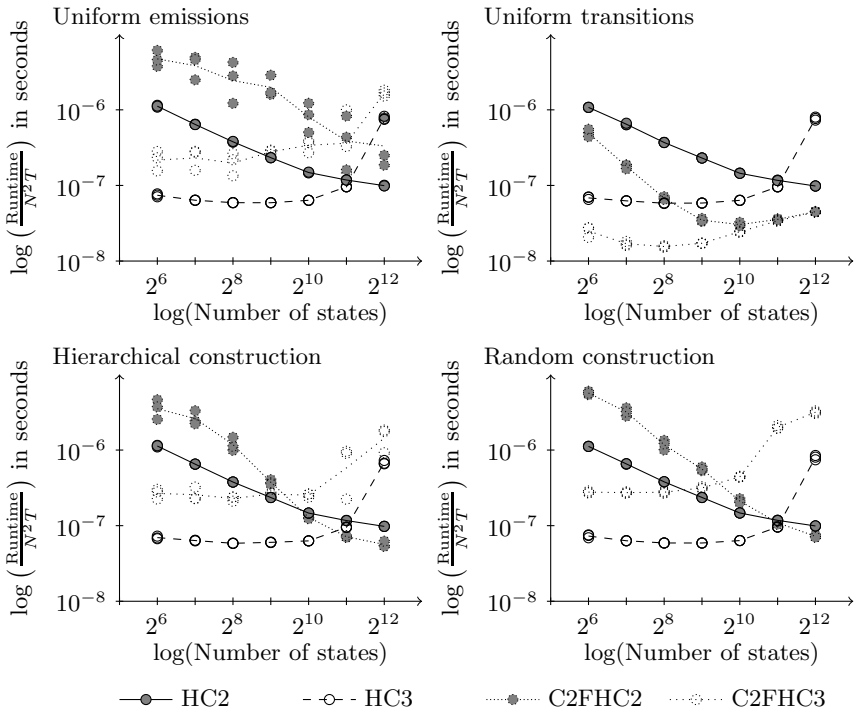 Uniform emissions
log (Runtime / N²T) in seconds
10⁻⁶
10⁻⁷
10⁻⁸
2⁶ 2⁸ 2¹⁰ 2¹²
log(Number of states)
Uniform transitions
log (Runtime / N²T) in seconds
10⁻⁶
10⁻⁷
10⁻⁸
2⁶ 2⁸ 2¹⁰ 2¹²
log(Number of states)
Hierarchical construction
log (Runtime / N²T) in seconds
10⁻⁶
10⁻⁷
10⁻⁸
2⁶ 2⁸ 2¹⁰ 2¹²
log(Number of states)
Random construction
log (Runtime / N²T) in seconds
10⁻⁶
10⁻⁷
10⁻⁸
2⁶ 2⁸ 2¹⁰ 2¹²
log(Number of states)
HC2 HC3 C2FHC2 C2FHC3